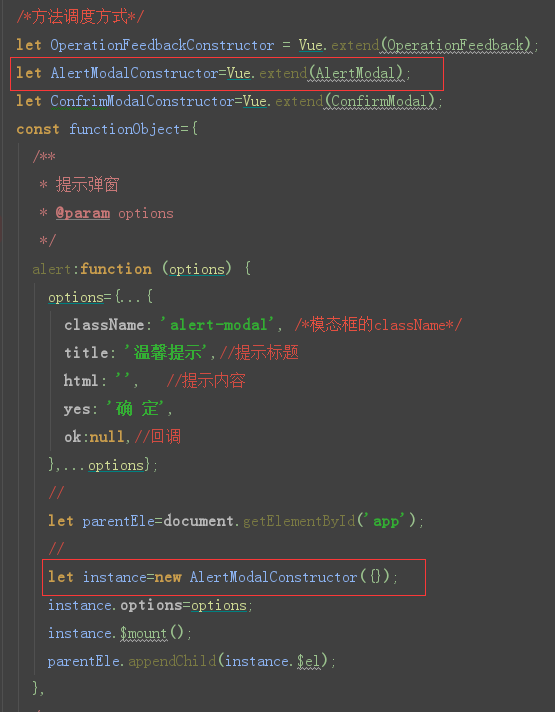 /*方法调度方式*/
let OperationFeedbackConstructor = Vue.extend(OperationFeedback);
let AlertModalConstructor=Vue.extend(AlertModal);
let ConfrimModalConstructor=Vue.extend(ConfirmModal);
const functionObject={
/**
* 提示弹窗
* @param options
*/
alert:function (options) {
options={...{
className: 'alert-modal', /*模态框的className*/
title: '温馨提示',//提示标题
html: '', //提示内容
yes: '确 定',
ok:null,//回调
},...options};
//
let parentEle=document.getElementById('app');
//
let instance=new AlertModalConstructor({});
instance.options=options;
instance.$mount();
parentEle.appendChild(instance.$el);
},